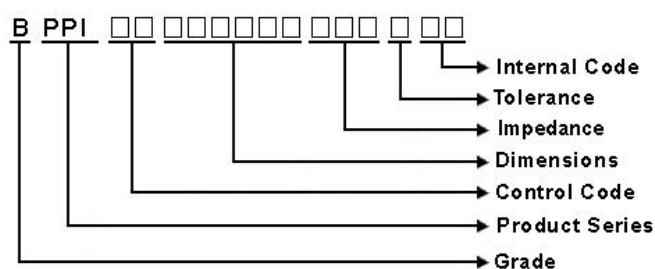 B PPI □□ □□□□□□ □□□ □ □□
Internal Code
Tolerance
Impedance
Dimensions
Control Code
Product Series
Grade